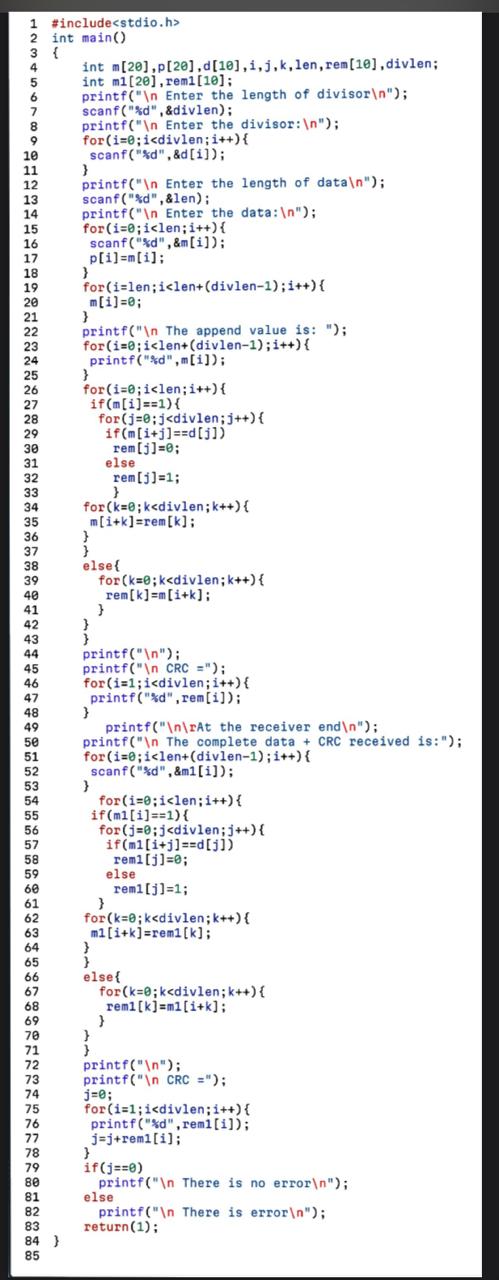 1 #include<stdio.h>
2 int main()
3 {
4     int m[20],p[20],d[10],i,j,k,len,rem[10],divlen;
5     int m1[20],rem1[10];
6     printf("\n Enter the length of divisor\n");
7     scanf("%d",&divlen);
8     printf("\n Enter the divisor:\n");
9     for(i=0;i<divlen;i++){
10      scanf("%d",&d[i]);
11     }
12     printf("\n Enter the length of data\n");
13     scanf("%d",&len);
14     printf("\n Enter the data:\n");
15     for(i=0;i<len;i++){
16      scanf("%d",&m[i]);
17      p[i]=m[i];
18     }
19     for(i=len;i<len+(divlen-1);i++){
20      m[i]=0;
21     }
22     printf("\n The append value is: ");
23     for(i=0;i<len+(divlen-1);i++){
24      printf("%d",m[i]);
25     }
26     for(i=0;i<len;i++){
27      if(m[i]==1){
28       for(j=0;j<divlen;j++){
29        if(m[i+j]==d[j])
30         rem[j]=0;
31        else
32         rem[j]=1;
33         }
34     for(k=0;k<divlen;k++){
35      m[i+k]=rem[k];
36     }
37     }
38     else{
39       for(k=0;k<divlen;k++){
40        rem[k]=m[i+k];
41       }
42     }
43     }
44     printf("\n");
45     printf("\n CRC =");
46     for(i=1;i<divlen;i++){
47      printf("%d",rem[i]);
48     }
49        printf("\n\rAt the receiver end\n");
50     printf("\n The complete data + CRC received is:");
51     for(i=0;i<len+(divlen-1);i++){
52      scanf("%d",&m1[i]);
53     }
54       for(i=0;i<len;i++){
55      if(m1[i]==1){
56       for(j=0;j<divlen;j++){
57        if(m1[i+j]==d[j])
58         rem1[j]=0;
59        else
60         rem1[j]=1;
61       }
62     for(k=0;k<divlen;k++){
63      m1[i+k]=rem1[k];
64     }
65     }
66     else{
67       for(k=0;k<divlen;k++){
68        rem1[k]=m1[i+k];
69       }
70     }
71     }
72     printf("\n");
73     printf("\n CRC =");
74     j=0;
75     for(i=1;i<divlen;i++){
76      printf("%d",rem1[i]);
77      j=j+rem1[i];
78     }
79     if(j==0)
80       printf("\n There is no error\n");
81     else
82       printf("\n There is error\n");
83     return(1);
84 }
85